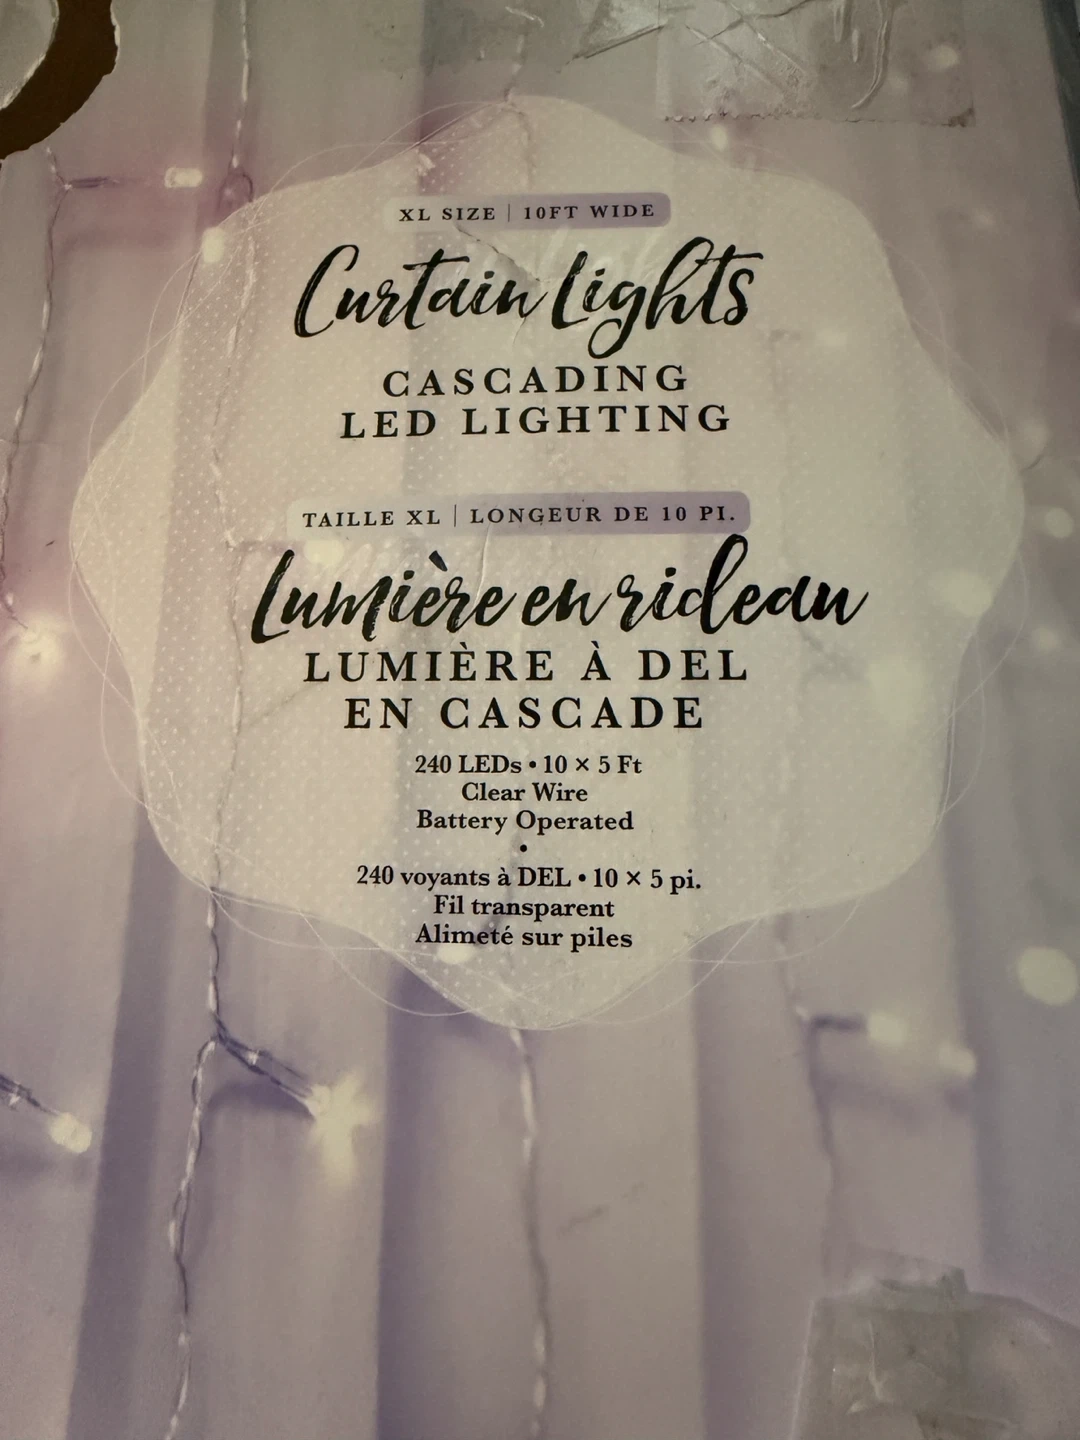 XL SIZE | 10FT WIDE
Curtain Lights
CASCADING
LED LIGHTING
TAILLE XL | LONGEUR DE 10 PI.
Lumière en rideau
LUMIÈRE À DEL
EN CASCADE
240 LEDs • 10 × 5 Ft
Clear Wire
Battery Operated
•
240 voyants à DEL • 10 × 5 pi.
Fil transparent
Alimeté sur piles